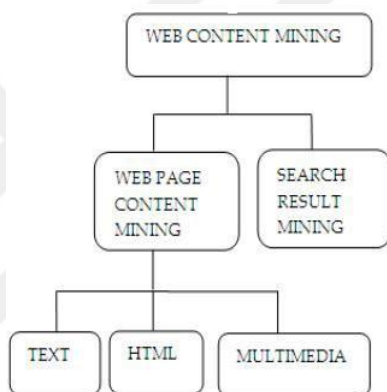 WEB CONTENT MINING
WEB PAGE
CONTENT
MINING
SEARCH
RESULT
MINING
TEXT
HTML
MULTIMEDIA